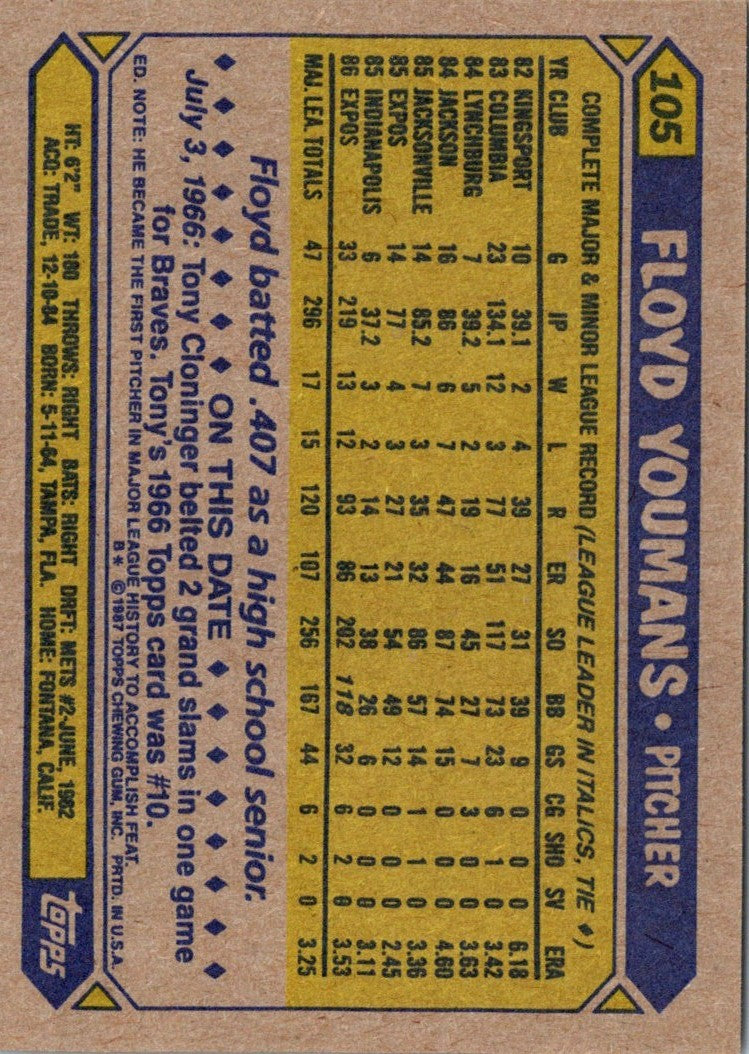 105 FLOYD YOUMANS • PITCHER
COMPLETE MAJOR & MINOR LEAGUE RECORD (LEAGUE LEADER IN ITALICS, TIE ♦)
YR CLUB G IP W L R ER SO BB GS CG SHO SV ERA
82 KINGSPORT 10 39.1 2 4 39 27 31 39 9 0 0 0 6.18
83 COLUMBIA 23 134.1 12 3 77 51 117 73 23 6 1 0 3.42
84 LYNCHBURG 7 39.2 5 2 19 16 45 27 7 3 0 0 3.63
84 JACKSON 16 86 6 7 47 44 87 74 15 0 0 0 4.60
85 JACKSONVILLE 14 85.2 7 3 35 32 86 57 14 1 1 0 3.36
85 EXPOS 14 77 4 3 27 21 54 49 12 0 0 0 2.45
85 INDIANAPOLIS 6 37.2 3 2 14 13 38 26 6 0 0 0 3.11
86 EXPOS 33 219 13 12 93 86 202 118 32 6 2 0 3.53
MAJ. LEA TOTALS 47 296 17 15 120 107 256 167 44 6 2 0 3.25
Floyd batted .407 as a high school senior.
♦ ♦ ♦ ♦ ♦ ♦ ♦ ♦ ON THIS DATE ♦ ♦ ♦ ♦ ♦ ♦ ♦ ♦
July 3, 1966: Tony Cloninger belted 2 grand slams in one game
for Braves. Tony's 1966 Topps card was #10.
ED. NOTE: HE BECAME THE FIRST PITCHER IN MAJOR LEAGUE HISTORY TO ACCOMPLISH FEAT.
B* © 1987 TOPPS CHEWING GUM, INC. PRTD. IN U.S.A.
HT: 6'2" WT: 180 THROWS: RIGHT BATS: RIGHT DRFT: METS #2-JUNE, 1982
ACQ: TRADE, 12-10-84 BORN: 5-11-64, TAMPA, FLA. HOME: FONTANA, CALIF.
topps